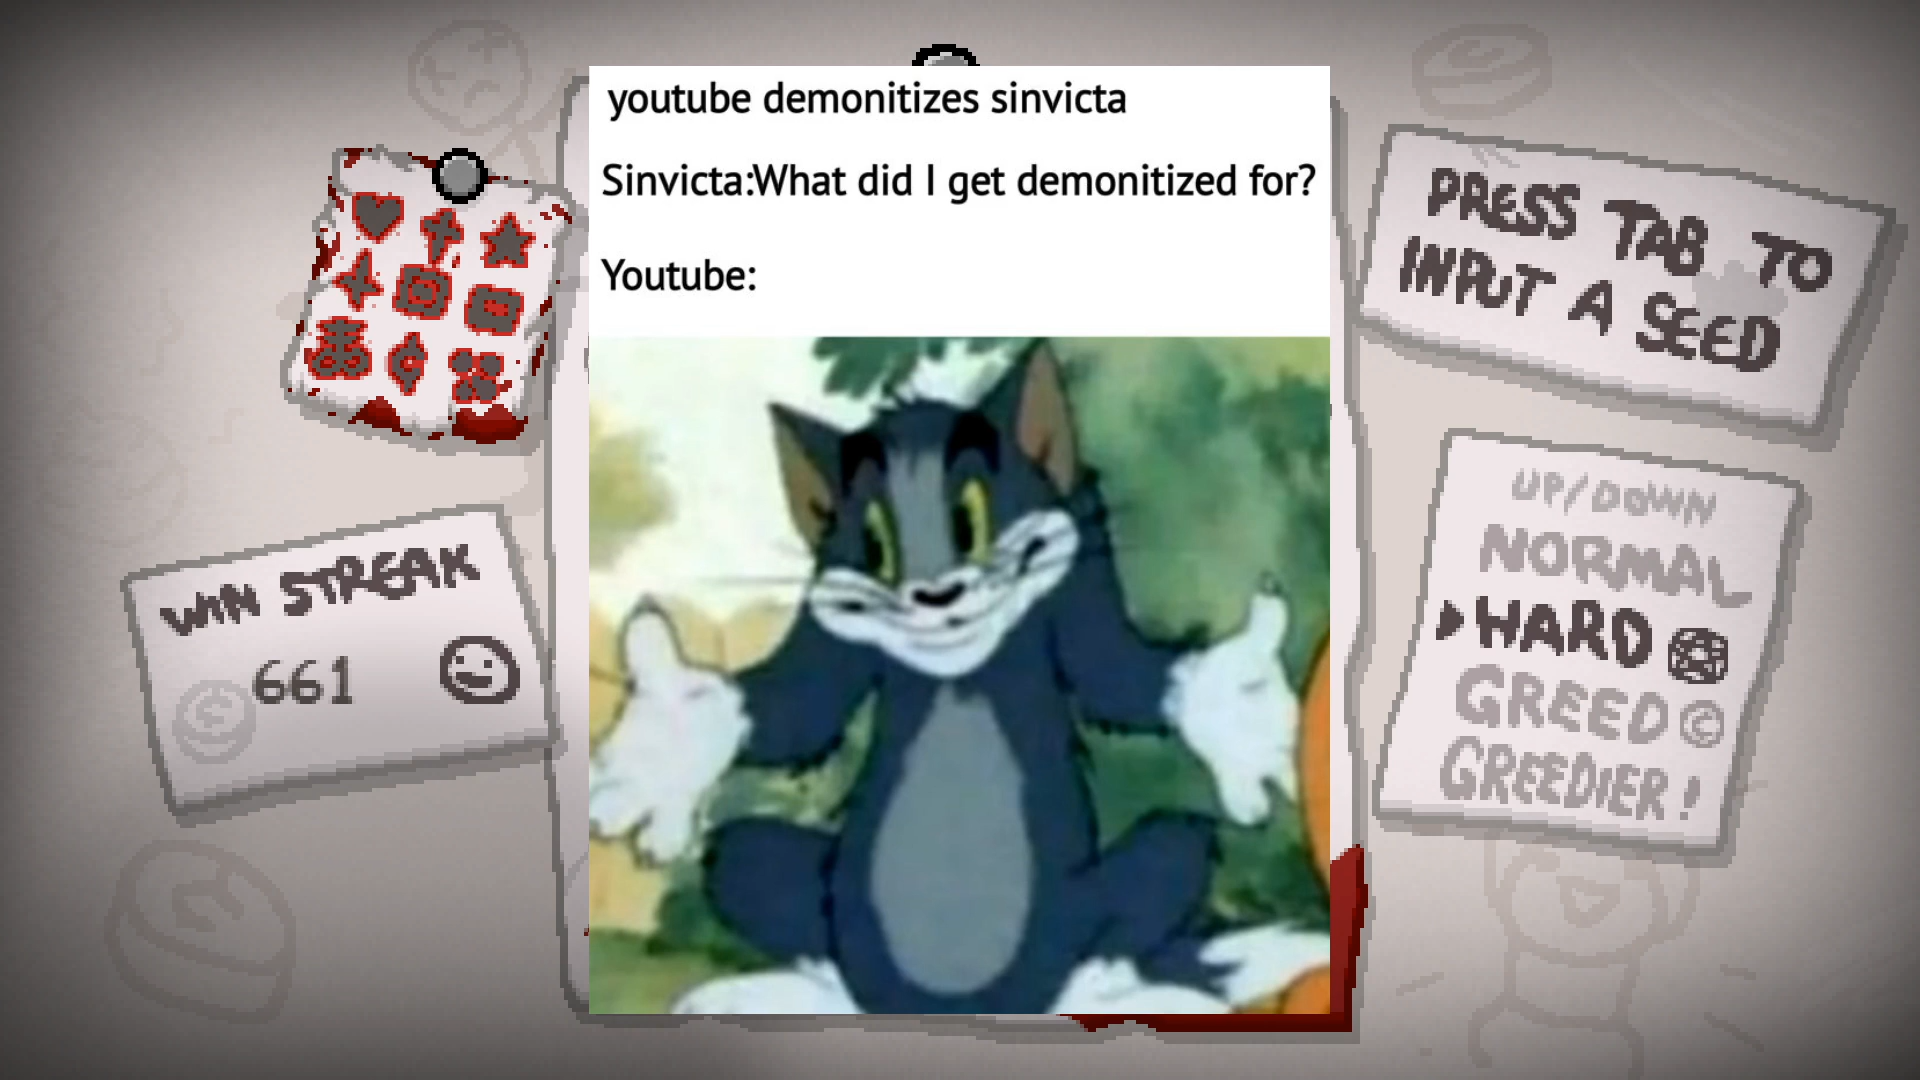 youtube demonitizes sinvicta
Sinvicta:What did I get demonitized for?
Youtube:
PRESS TAB TO
INPUT A SEED
WIN STREAK
661
UP/DOWN
NORMAL
HARD
GREED
GREEDIER!